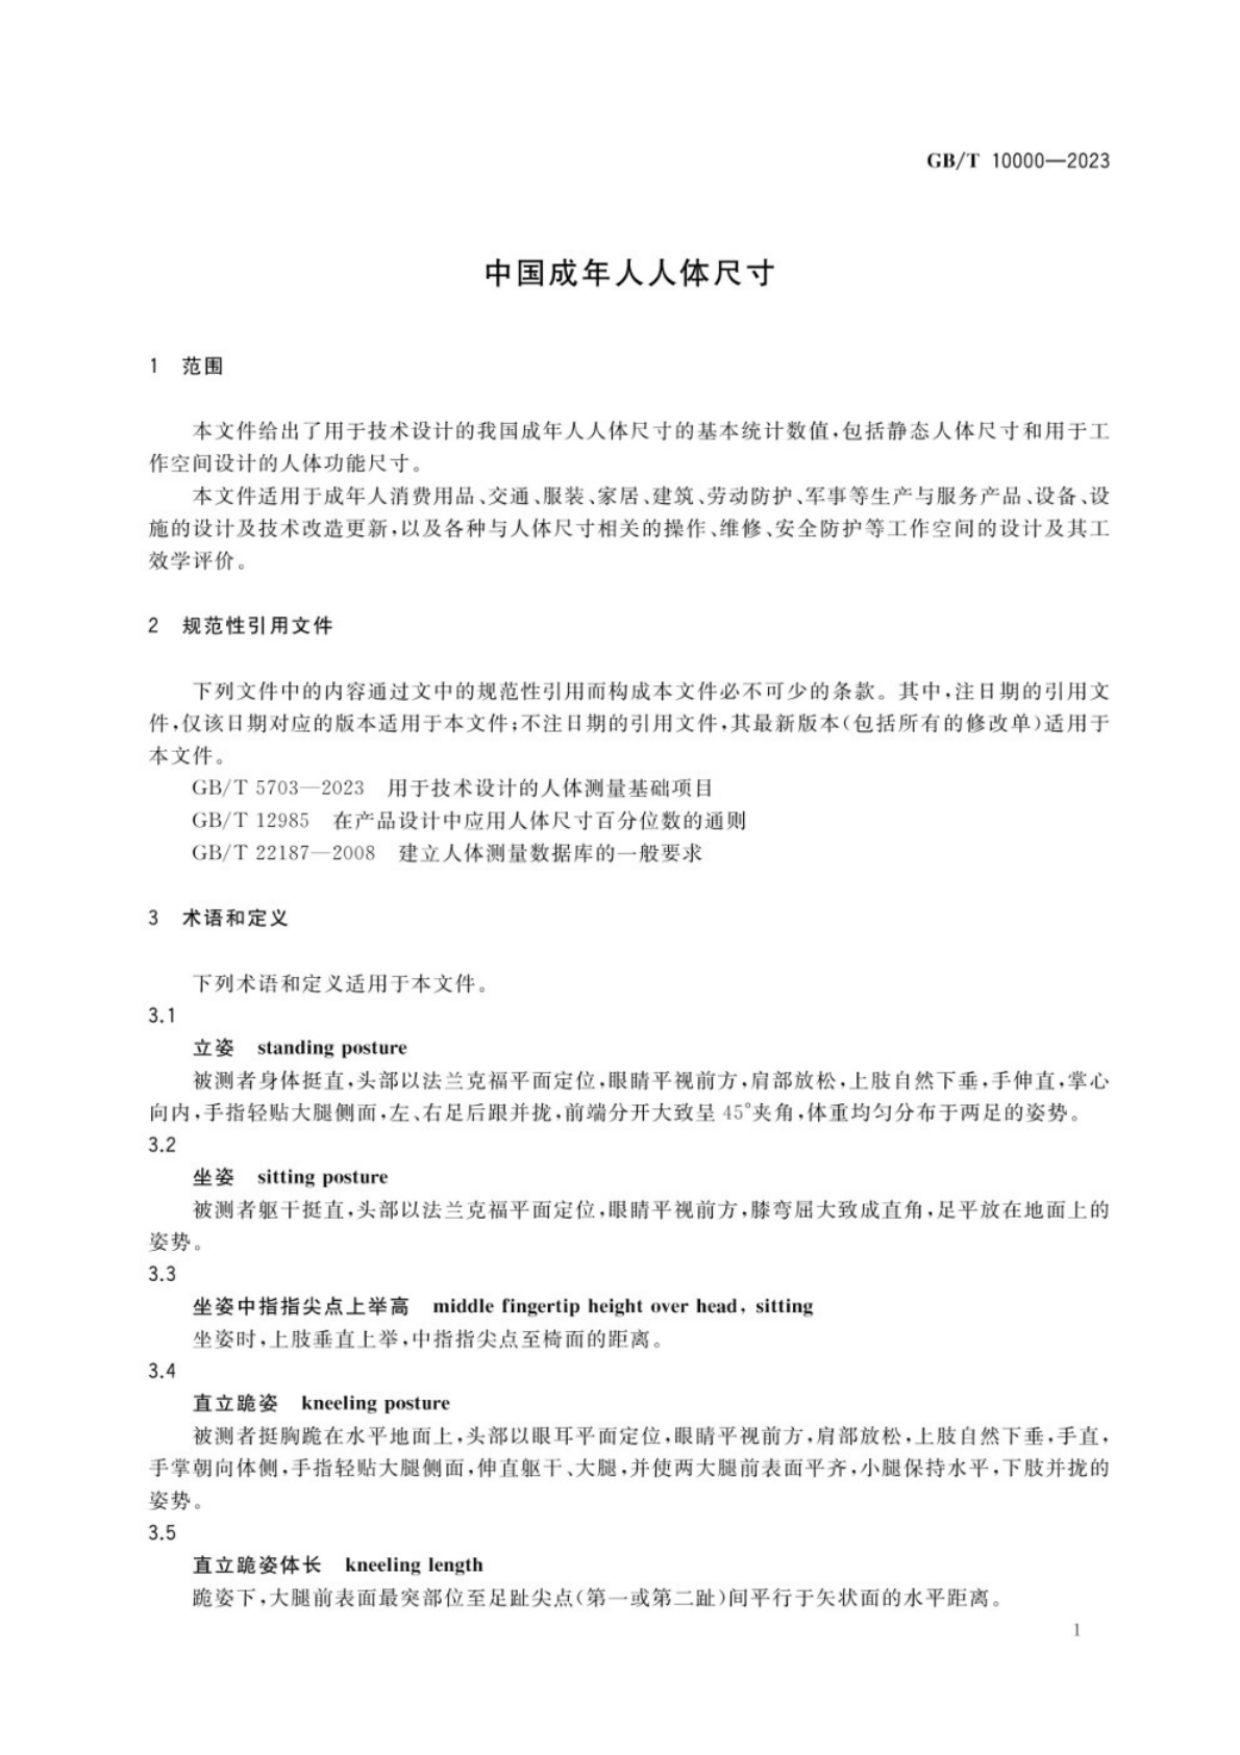 GB/T 10000—2023
中国成年人人体尺寸
1 范围
本文件给出了用于技术设计的我国成年人人体尺寸的基本统计数值,包括静态人体尺寸和用于工
作空间设计的人体功能尺寸。
本文件适用于成年人消费用品、交通、服装、家居、建筑、劳动防护、军事等生产与服务产品、设备、设
施的设计及技术改造更新,以及各种与人体尺寸相关的操作、维修、安全防护等工作空间的设计及其工
效学评价。
2 规范性引用文件
下列文件中的内容通过文中的规范性引用而构成本文件必不可少的条款。其中,注日期的引用文
件,仅该日期对应的版本适用于本文件;不注日期的引用文件,其最新版本(包括所有的修改单)适用于
本文件。
GB/T 5703—2023 用于技术设计的人体测量基础项目
GB/T 12985 在产品设计中应用人体尺寸百分位数的通则
GB/T 22187—2008 建立人体测量数据库的一般要求
3 术语和定义
下列术语和定义适用于本文件。
3.1
立姿 standing posture
被测者身体挺直,头部以法兰克福平面定位,眼睛平视前方,肩部放松,上肢自然下垂,手伸直,掌心
向内,手指轻贴大腿侧面,左、右足后跟并拢,前端分开大致呈 45°夹角,体重均匀分布于两足的姿势。
3.2
坐姿 sitting posture
被测者躯干挺直,头部以法兰克福平面定位,眼睛平视前方,膝弯屈大致成直角,足平放在地面上的
姿势。
3.3
坐姿中指指尖点上举高 middle fingertip height over head, sitting
坐姿时,上肢垂直上举,中指指尖点至椅面的距离。
3.4
直立跪姿 kneeling posture
被测者挺胸跪在水平地面上,头部以眼耳平面定位,眼睛平视前方,肩部放松,上肢自然下垂,手直,
手掌朝向体侧,手指轻贴大腿侧面,伸直躯干、大腿,并使两大腿前表面平齐,小腿保持水平,下肢并拢的
姿势。
3.5
直立跪姿体长 kneeling length
跪姿下,大腿前表面最突部位至足趾尖点(第一或第二趾)间平行于矢状面的水平距离。
1